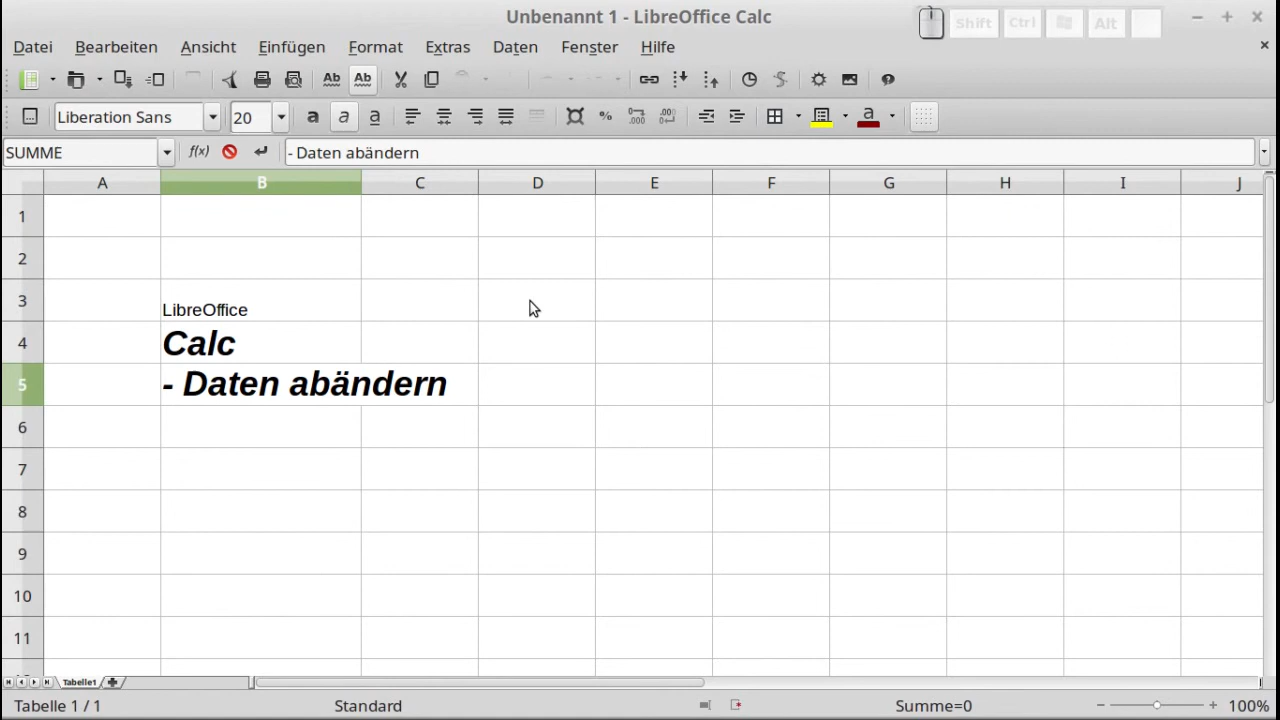 Unbenannt 1 - LibreOffice Calc
Shift Ctrl Alt
Datei Bearbeiten Ansicht Einfügen Format Extras Daten Fenster Hilfe
Ab Ab
Liberation Sans 20 a a a % a
SUMME f(x) - Daten abändern
A B C D E F G H I J
1
2
3 LibreOffice
4 Calc
5 - Daten abändern
6
7
8
9
10
11
Tabelle1
Tabelle 1 / 1 Standard Summe=0 100%